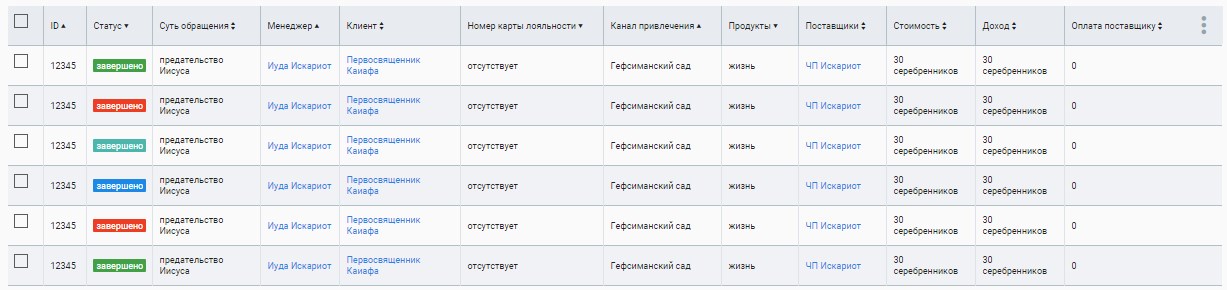 ID Статус Суть обращения Менеджер Клиент Номер карты лояльности Канал привлечения Продукты Поставщики Стоимость Доход Оплата поставщику
12345 завершено предательство Иисуса Иуда Искариот Первосвященник Каиафа отсутствует Гефсиманский сад жизнь ЧП Искариот 30 серебренников 30 серебренников 0
12345 завершено предательство Иисуса Иуда Искариот Первосвященник Каиафа отсутствует Гефсиманский сад жизнь ЧП Искариот 30 серебренников 30 серебренников 0
12345 завершено предательство Иисуса Иуда Искариот Первосвященник Каиафа отсутствует Гефсиманский сад жизнь ЧП Искариот 30 серебренников 30 серебренников 0
12345 завершено предательство Иисуса Иуда Искариот Первосвященник Каиафа отсутствует Гефсиманский сад жизнь ЧП Искариот 30 серебренников 30 серебренников 0
12345 завершено предательство Иисуса Иуда Искариот Первосвященник Каиафа отсутствует Гефсиманский сад жизнь ЧП Искариот 30 серебренников 30 серебренников 0
12345 завершено предательство Иисуса Иуда Искариот Первосвященник Каиафа отсутствует Гефсиманский сад жизнь ЧП Искариот 30 серебренников 30 серебренников 0